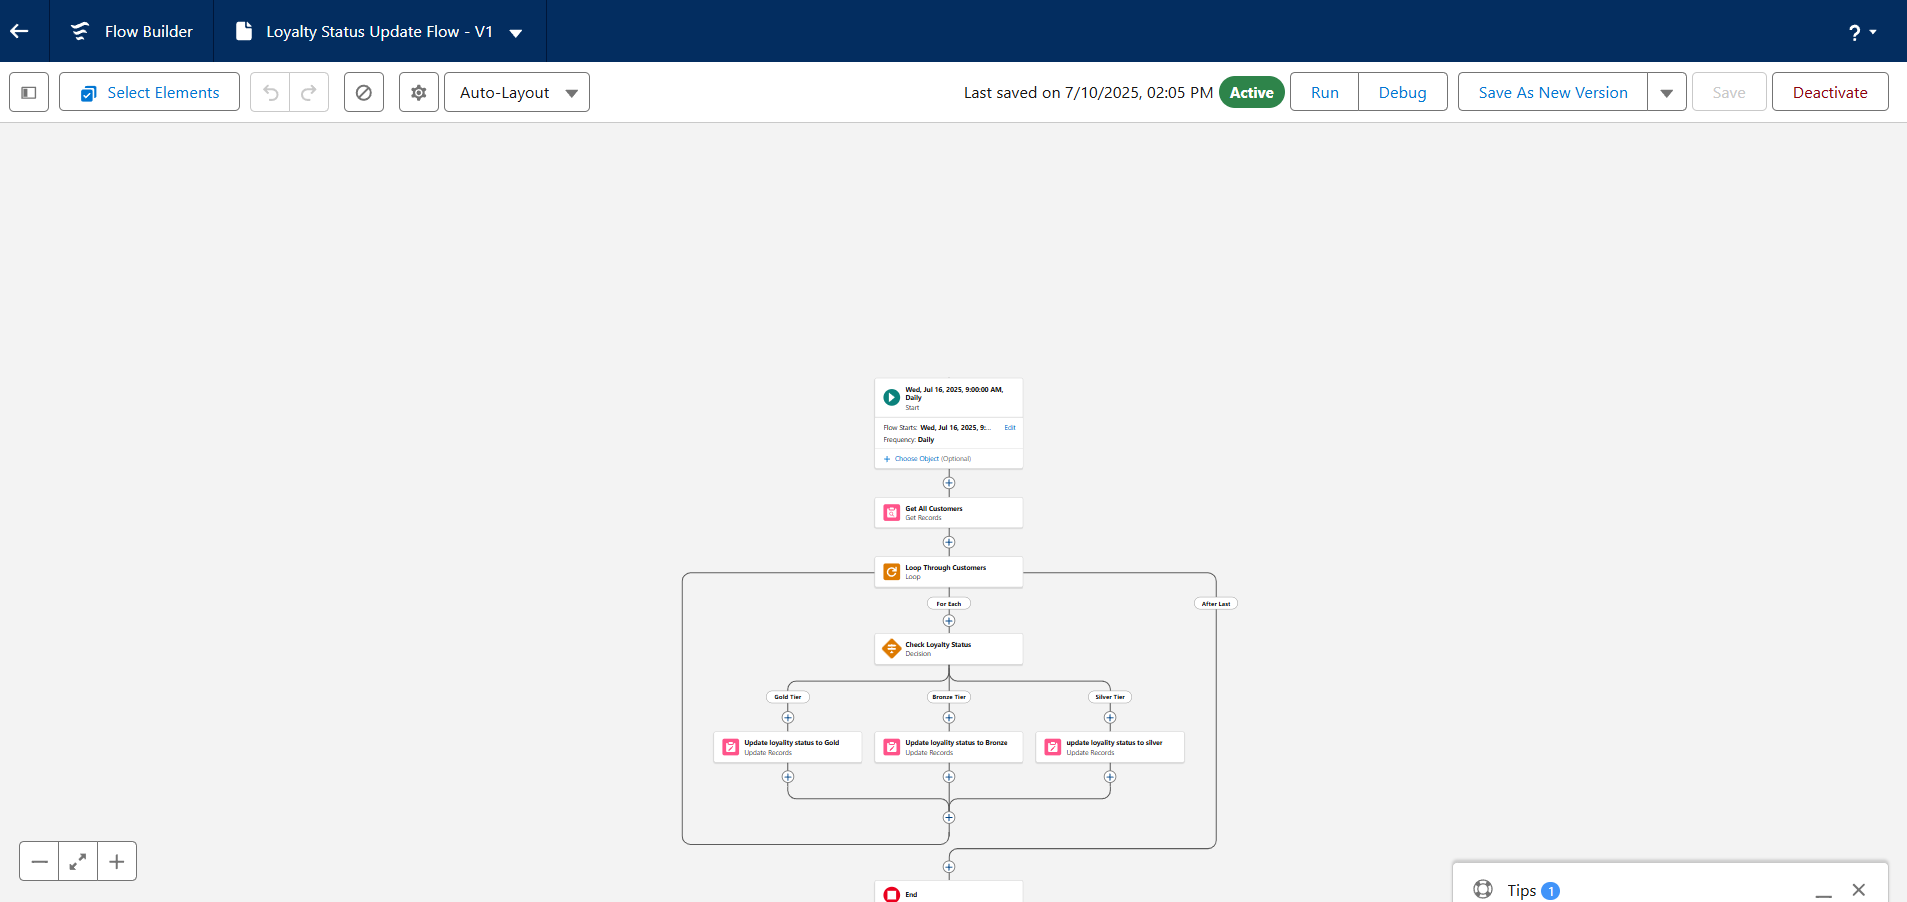 Flow Builder
Loyalty Status Update Flow - V1
?
Select Elements
Auto-Layout
Last saved on 7/10/2025, 02:05 PM
Active
Run
Debug
Save As New Version
Save
Deactivate
Wed, Jul 16, 2025, 9:00:00 AM,
Daily
Start
Flow Starts: Wed, Jul 16, 2025, 9:...
Edit
Frequency: Daily
+ Choose Object (Optional)
Get All Customers
Get Records
Loop Through Customers
Loop
For Each
After Last
Check Loyalty Status
Decision
Gold Tier
Bronze Tier
Silver Tier
Update loyality status to Gold
Update Records
Update loyality status to Bronze
Update Records
update loyality status to silver
Update Records
End
Tips 1